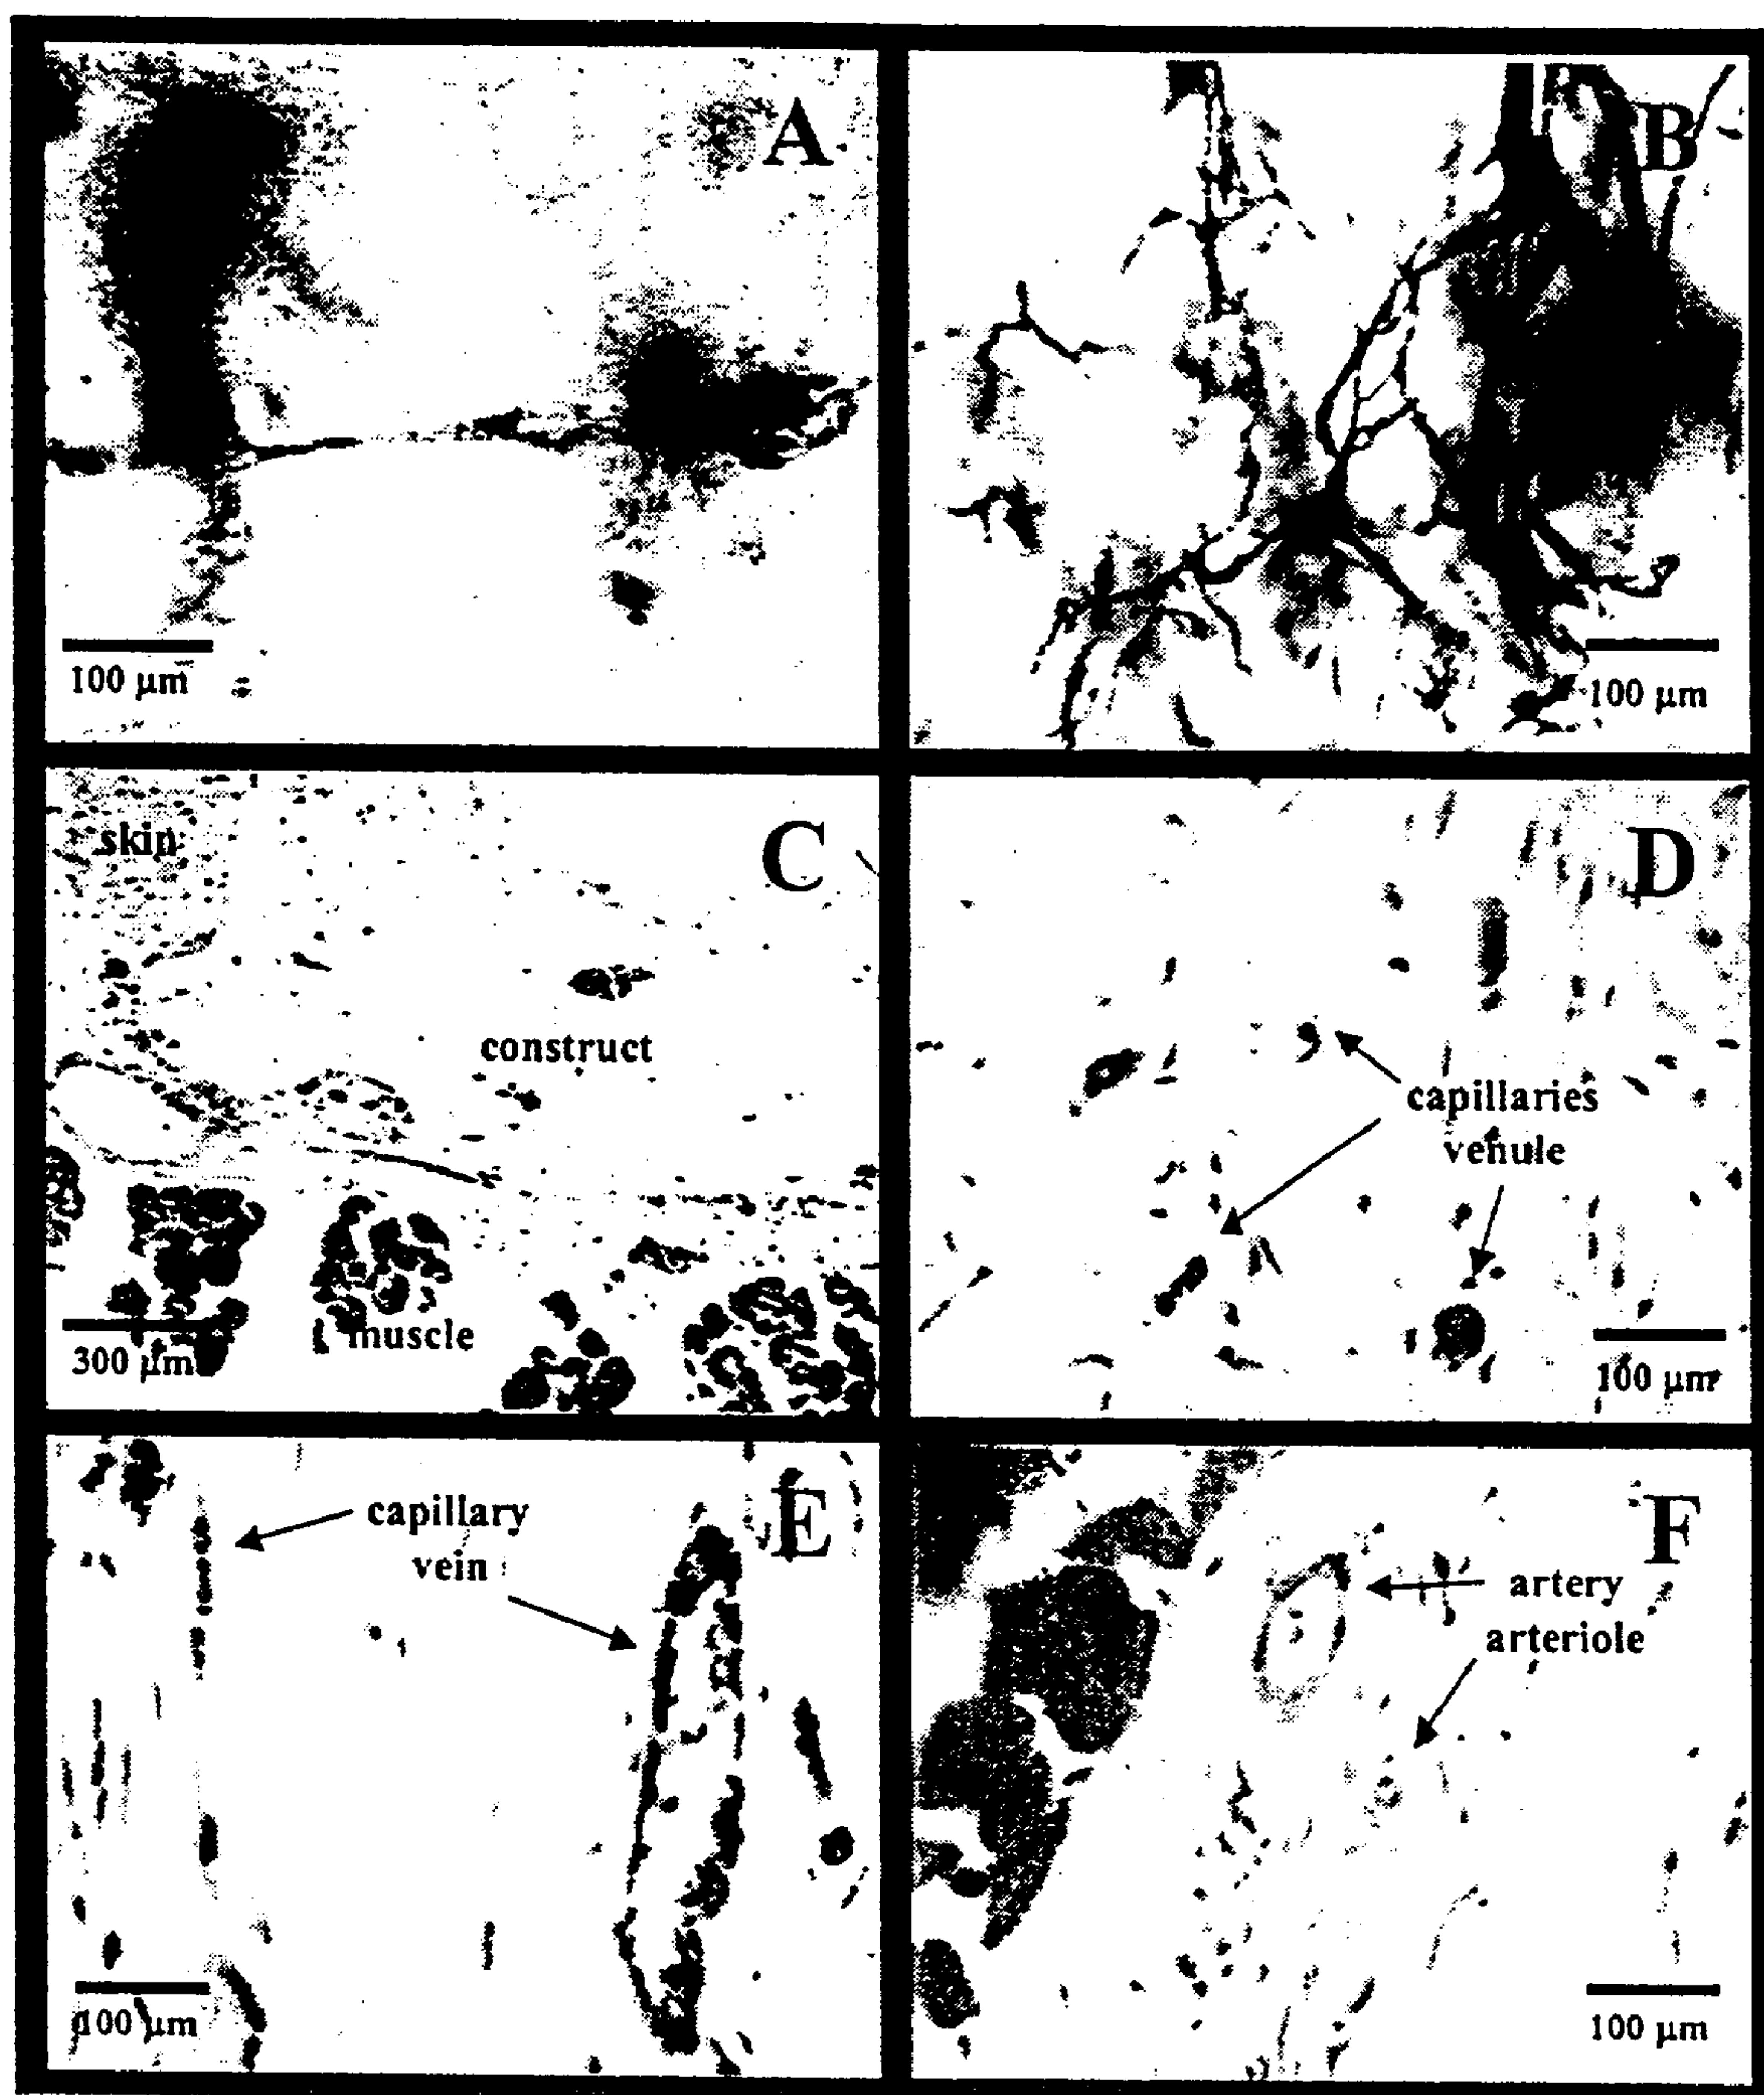 A
100 µm
B
100 µm
skin
C
construct
muscle
300 µm
D
capillaries
venule
100 µm
E
capillary
vein
100 µm
F
artery
arteriole
100 µm